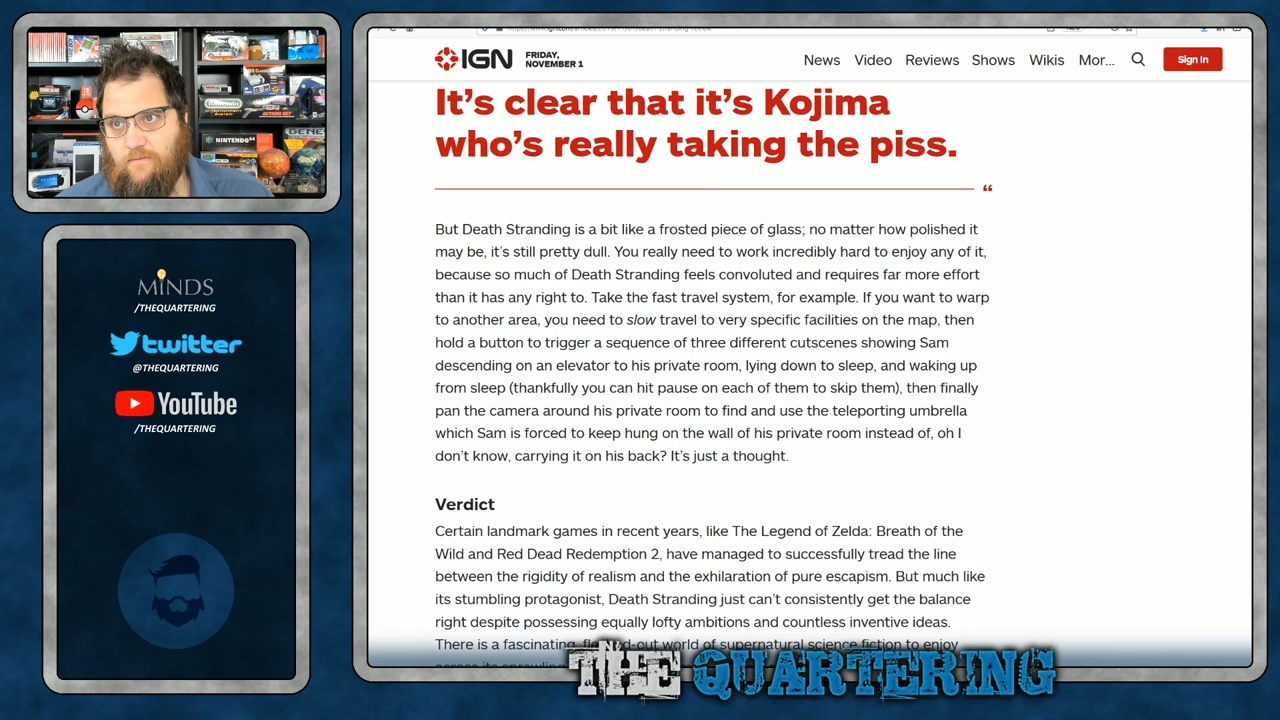 IGN
FRIDAY,
NOVEMBER 1
News Video Reviews Shows Wikis Mor... Sign In
It's clear that it's Kojima
who's really taking the piss.
“
But Death Stranding is a bit like a frosted piece of glass; no matter how polished it
may be, it's still pretty dull. You really need to work incredibly hard to enjoy any of it,
because so much of Death Stranding feels convoluted and requires far more effort
than it has any right to. Take the fast travel system, for example. If you want to warp
to another area, you need to slow travel to very specific facilities on the map, then
hold a button to trigger a sequence of three different cutscenes showing Sam
descending on an elevator to his private room, lying down to sleep, and waking up
from sleep (thankfully you can hit pause on each of them to skip them), then finally
pan the camera around his private room to find and use the teleporting umbrella
which Sam is forced to keep hung on the wall of his private room instead of, oh I
don't know, carrying it on his back? It's just a thought.
Verdict
Certain landmark games in recent years, like The Legend of Zelda: Breath of the
Wild and Red Dead Redemption 2, have managed to successfully tread the line
between the rigidity of realism and the exhilaration of pure escapism. But much like
its stumbling protagonist, Death Stranding just can't consistently get the balance
right despite possessing equally lofty ambitions and countless inventive ideas.
There is a fascinating, world of supernatural science fiction to enjoy
MINDS
/THEQUARTERING
twitter
@THEQUARTERING
YouTube
/THEQUARTERING
NINTENDO 64
GENESIS
THE QUARTERING